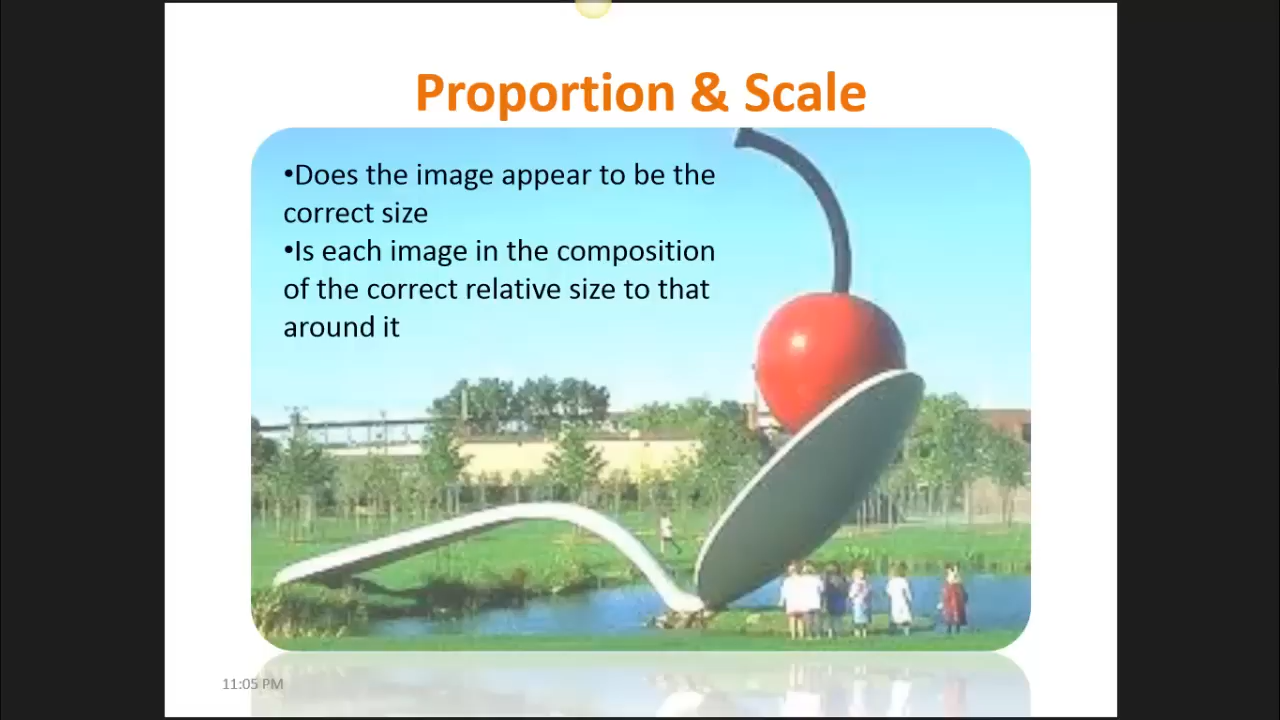 Proportion & Scale
•Does the image appear to be the
correct size
•Is each image in the composition
of the correct relative size to that
around it
11:05 PM